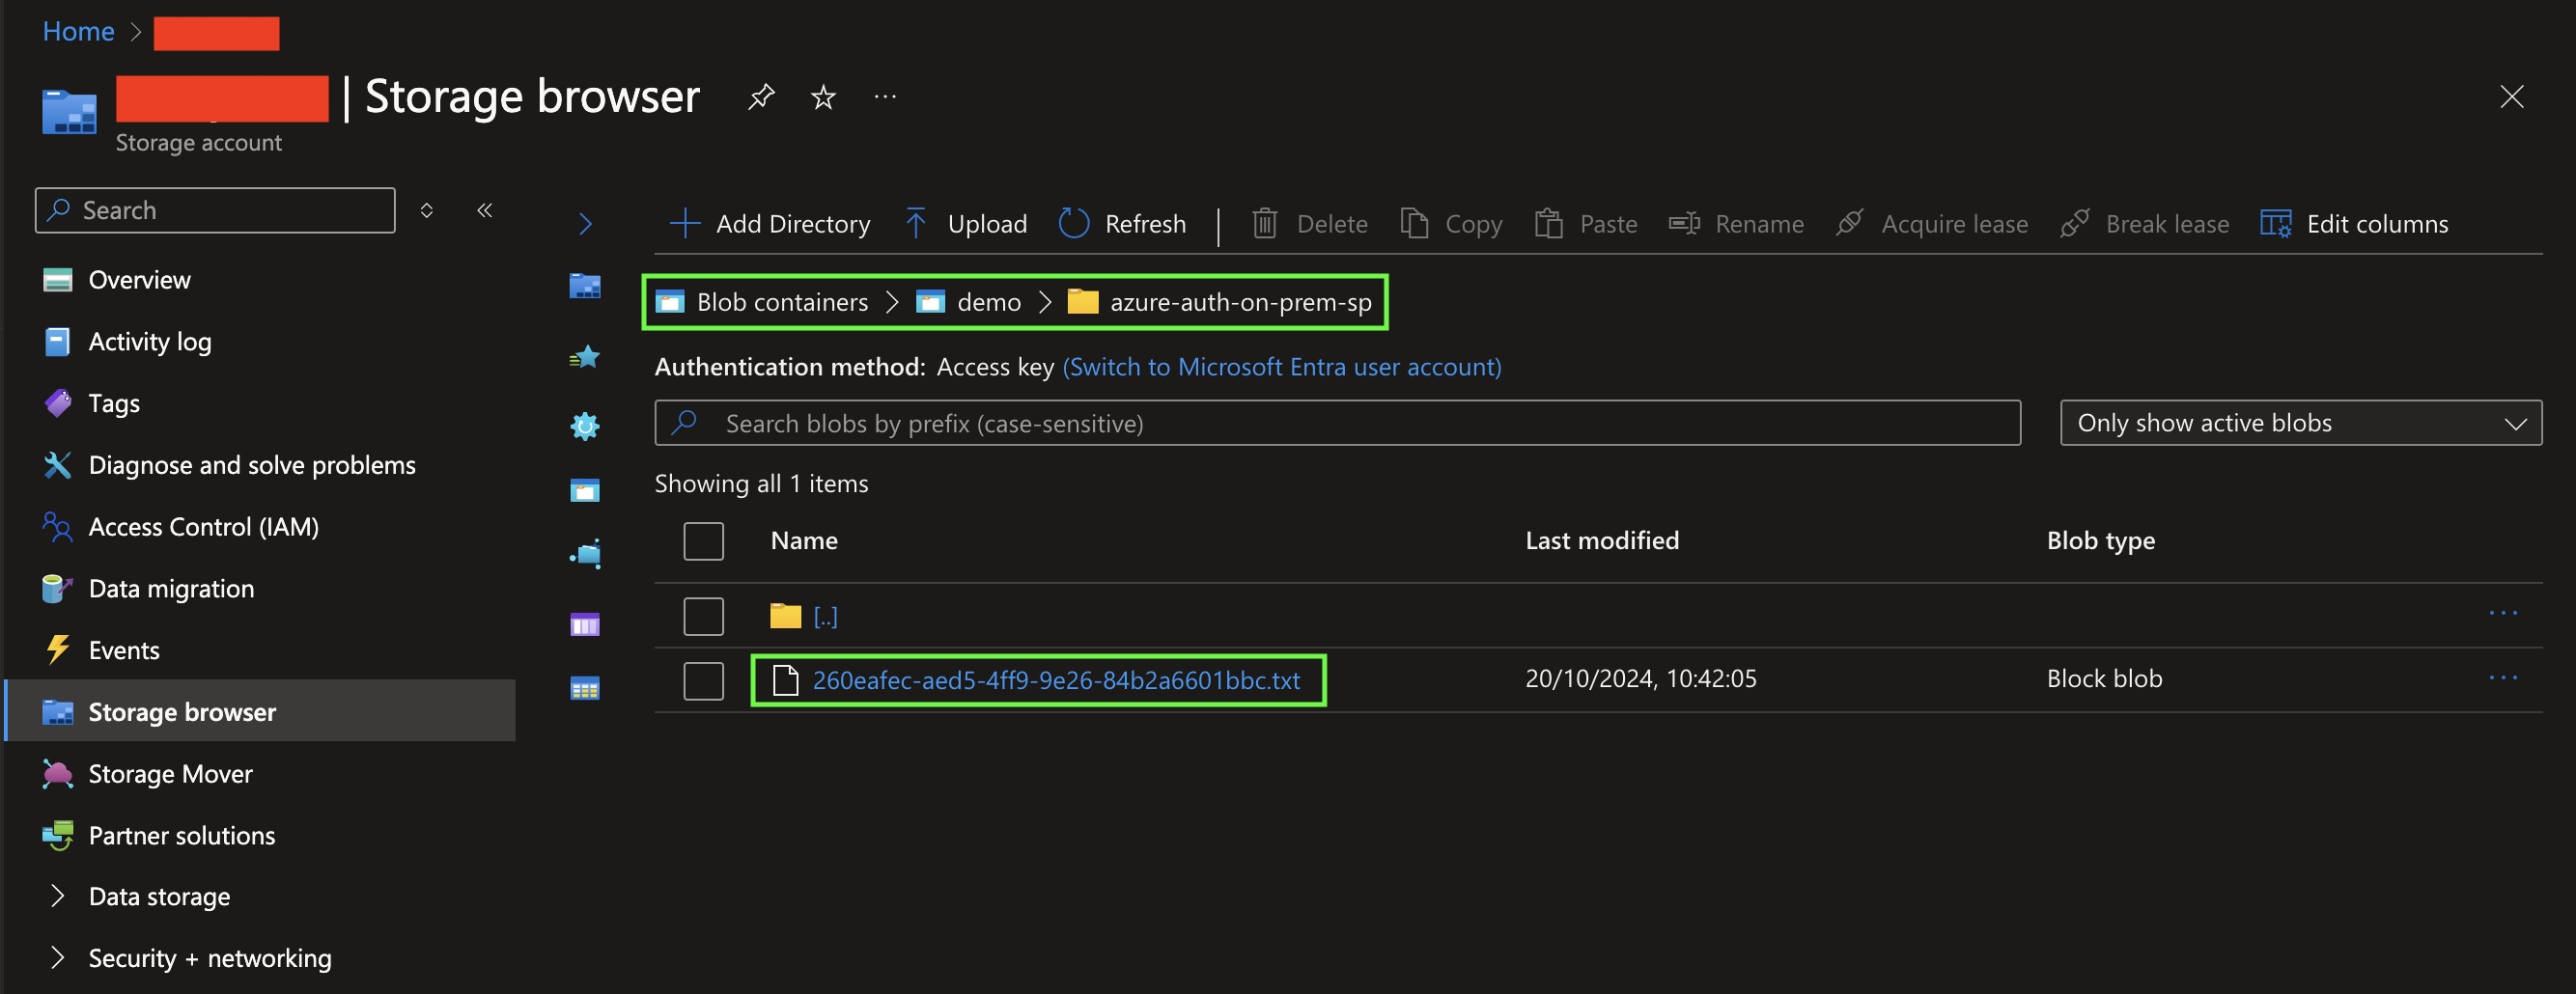 Home
| Storage browser
Storage account
Search
Overview
Activity log
Tags
Diagnose and solve problems
Access Control (IAM)
Data migration
Events
Storage browser
Storage Mover
Partner solutions
Data storage
Security + networking
Add Directory Upload Refresh Delete Copy Paste Rename Acquire lease Break lease Edit columns
Blob containers > demo > azure-auth-on-prem-sp
Authentication method: Access key (Switch to Microsoft Entra user account)
Search blobs by prefix (case-sensitive)
Only show active blobs
Showing all 1 items
Name Last modified Blob type
[..]
260eafec-aed5-4ff9-9e26-84b2a6601bbc.txt 20/10/2024, 10:42:05 Block blob